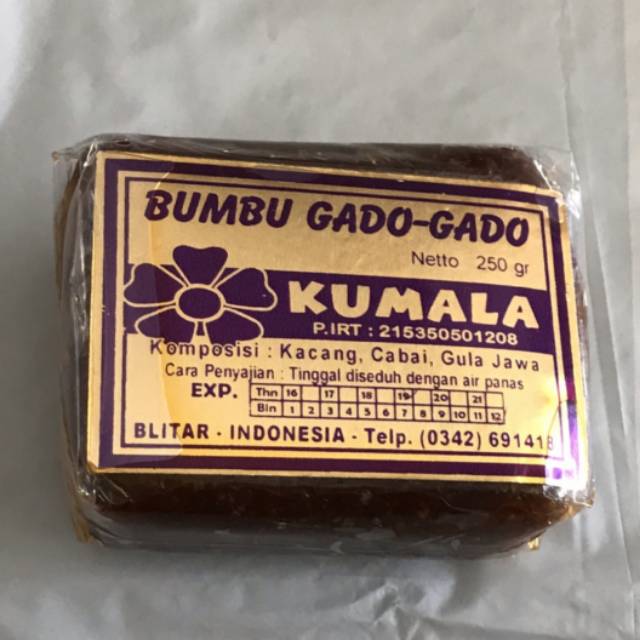 BUMBU GADO-GADO
Netto 250 gr
KUMALA
P.IRT : 215350501208
Komposisi : Kacang, Cabai, Gula Jawa
Cara Penyajian : Tinggal diseduh dengan air panas
EXP.
Thn 16 17 18 19 20 21
Bln 1 2 3 4 5 6 7 8 9 10 11 12
BLITAR - INDONESIA - Telp. (0342) 691418